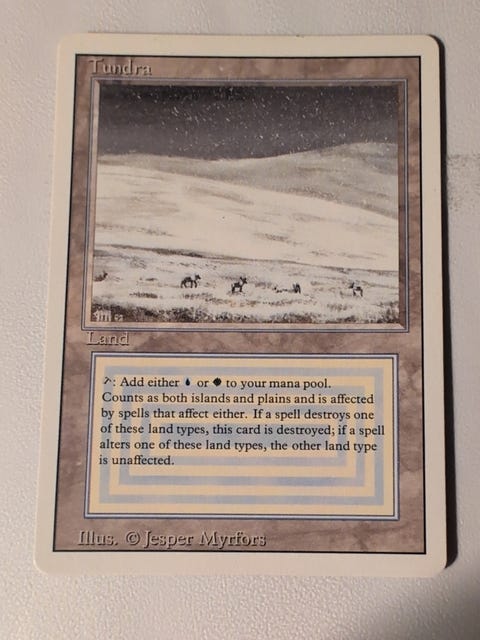 Tundra
Land
: Add either or to your mana pool.
Counts as both islands and plains and is affected
by spells that affect either. If a spell destroys one
of these land types, this card is destroyed; if a spell
alters one of these land types, the other land type
is unaffected.
Illus. © Jesper Myrfors